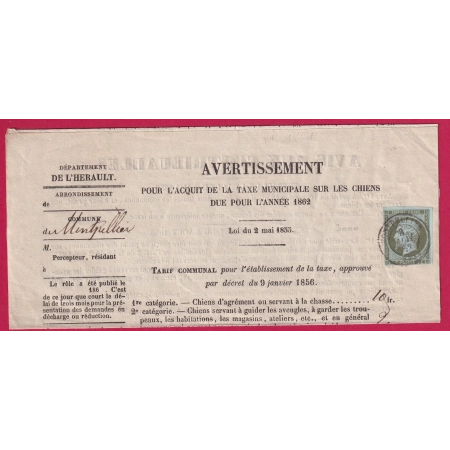 DÉPARTEMENT
DE L'HERAULT.
ARRONDISSEMENT
de
COMMUNE
de Montpellier
M.
Percepteur, résidant
à
Le rôle a été publié le
186 . C'est
de ce jour que court le dé-
lai de trois mois pour la pré-
sentation des demandes en
décharge ou réduction.
AVERTISSEMENT
POUR L'ACQUIT DE LA TAXE MUNICIPALE SUR LES CHIENS
DUE POUR L'ANNÉE 1862
Loi du 2 mai 1855.
TARIF COMMUNAL pour l'établissement de la taxe, approuvé
par décret du 9 janvier 1856.
1re catégorie. — Chiens d'agrément ou servant à la chasse......... 10 fr.
2e catégorie. — Chiens servant à guider les aveugles, à garder les trou-
peaux, les habitations, les magasins, ateliers, etc., et en général